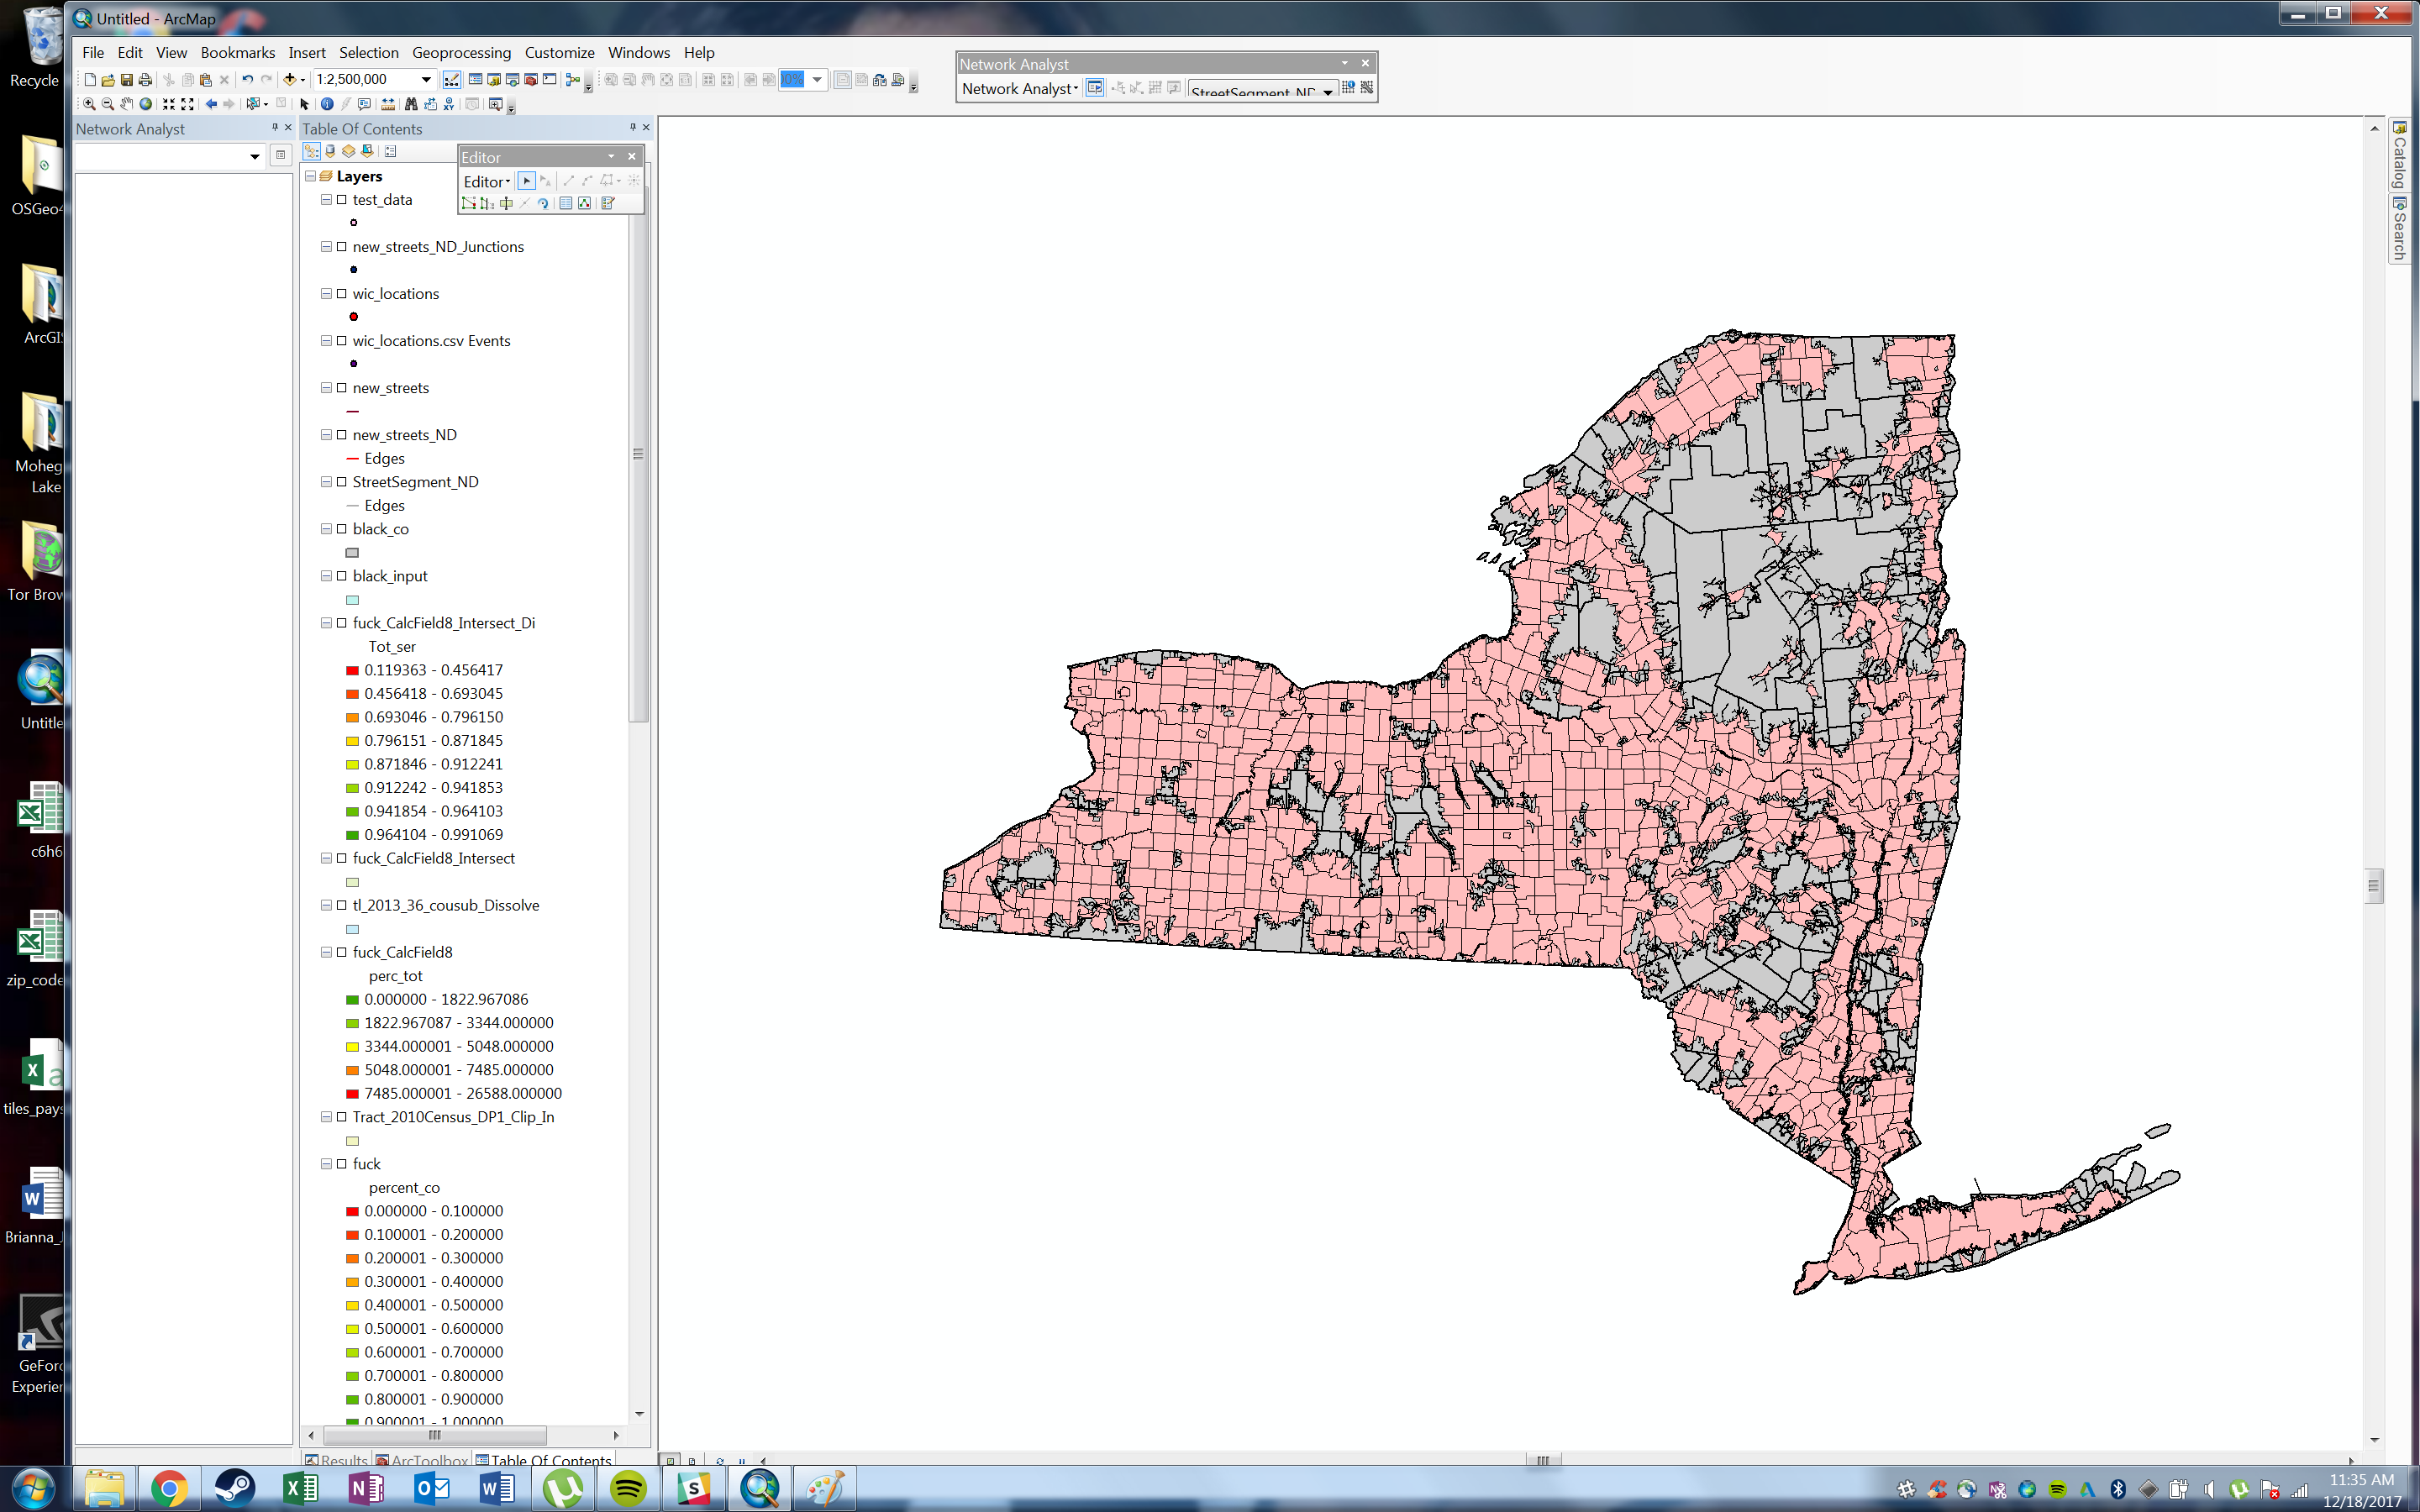 Untitled - ArcMap
File Edit View Bookmarks Insert Selection Geoprocessing Customize Windows Help
1:2,500,000
Network Analyst
Network Analyst
StreetSegment_ND
Network Analyst
Table Of Contents
Editor
Editor
Layers
test_data
new_streets_ND_Junctions
wic_locations
wic_locations.csv Events
new_streets
new_streets_ND
Edges
StreetSegment_ND
Edges
black_co
black_input
fuck_CalcField8_Intersect_Di
Tot_ser
0.119363 - 0.456417
0.456418 - 0.693045
0.693046 - 0.796150
0.796151 - 0.871845
0.871846 - 0.912241
0.912242 - 0.941853
0.941854 - 0.964103
0.964104 - 0.991069
fuck_CalcField8_Intersect
tl_2013_36_cousub_Dissolve
fuck_CalcField8
perc_tot
0.000000 - 1822.967086
1822.967087 - 3344.000000
3344.000001 - 5048.000000
5048.000001 - 7485.000000
7485.000001 - 26588.000000
Tract_2010Census_DP1_Clip_In
fuck
percent_co
0.000000 - 0.100000
0.100001 - 0.200000
0.200001 - 0.300000
0.300001 - 0.400000
0.400001 - 0.500000
0.500001 - 0.600000
0.600001 - 0.700000
0.700001 - 0.800000
0.800001 - 0.900000
0.900001 - 1.000000
Results ArcToolbox Table Of Contents
Catalog
Search
Recycle
OSGeo4
ArcGI
Moheg
Lake
Tor Brow
Untitle
c6h6
zip_code
tiles_pays
Brianna_J
GeForc
Experien
11:35 AM
12/18/2017